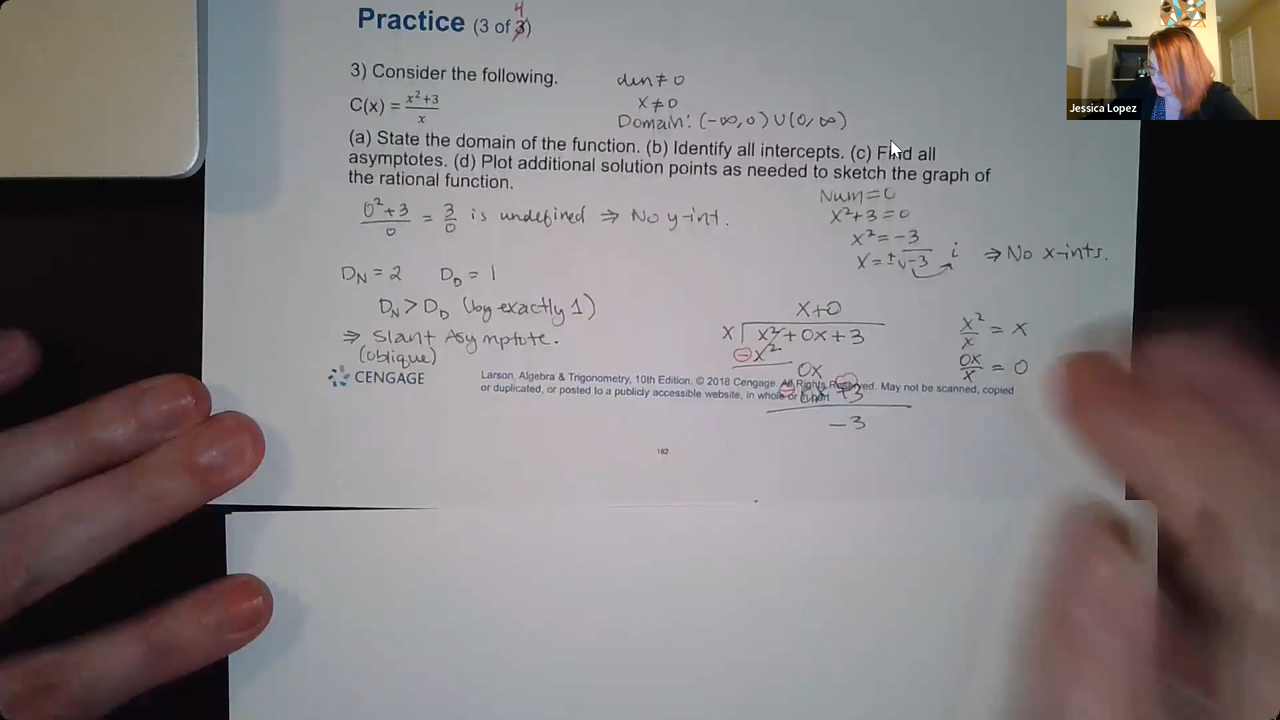 Practice (3 of 3)
4
Jessica Lopez
3) Consider the following.
den ≠ 0
C(x) = x²+3 / x
x ≠ 0
Domain: (-∞, 0) ∪ (0, ∞)
(a) State the domain of the function. (b) Identify all intercepts. (c) Find all
asymptotes. (d) Plot additional solution points as needed to sketch the graph of
the rational function.
Num = 0
0²+3 / 0 = 3/0 is undefined ⇒ No y-int.
x²+3 = 0
x² = -3
x = ±√-3 i ⇒ No x-ints.
D_N = 2 D_D = 1
D_N > D_D (by exactly 1)
⇒ Slant Asymptote.
(oblique)
x+0
x x²+0x+3
-x²
0x
+3
-3
x²/x = x
0x/x = 0
CENGAGE
Larson, Algebra & Trigonometry, 10th Edition. © 2018 Cengage. All Rights Reserved. May not be scanned, copied
or duplicated, or posted to a publicly accessible website, in whole or
182